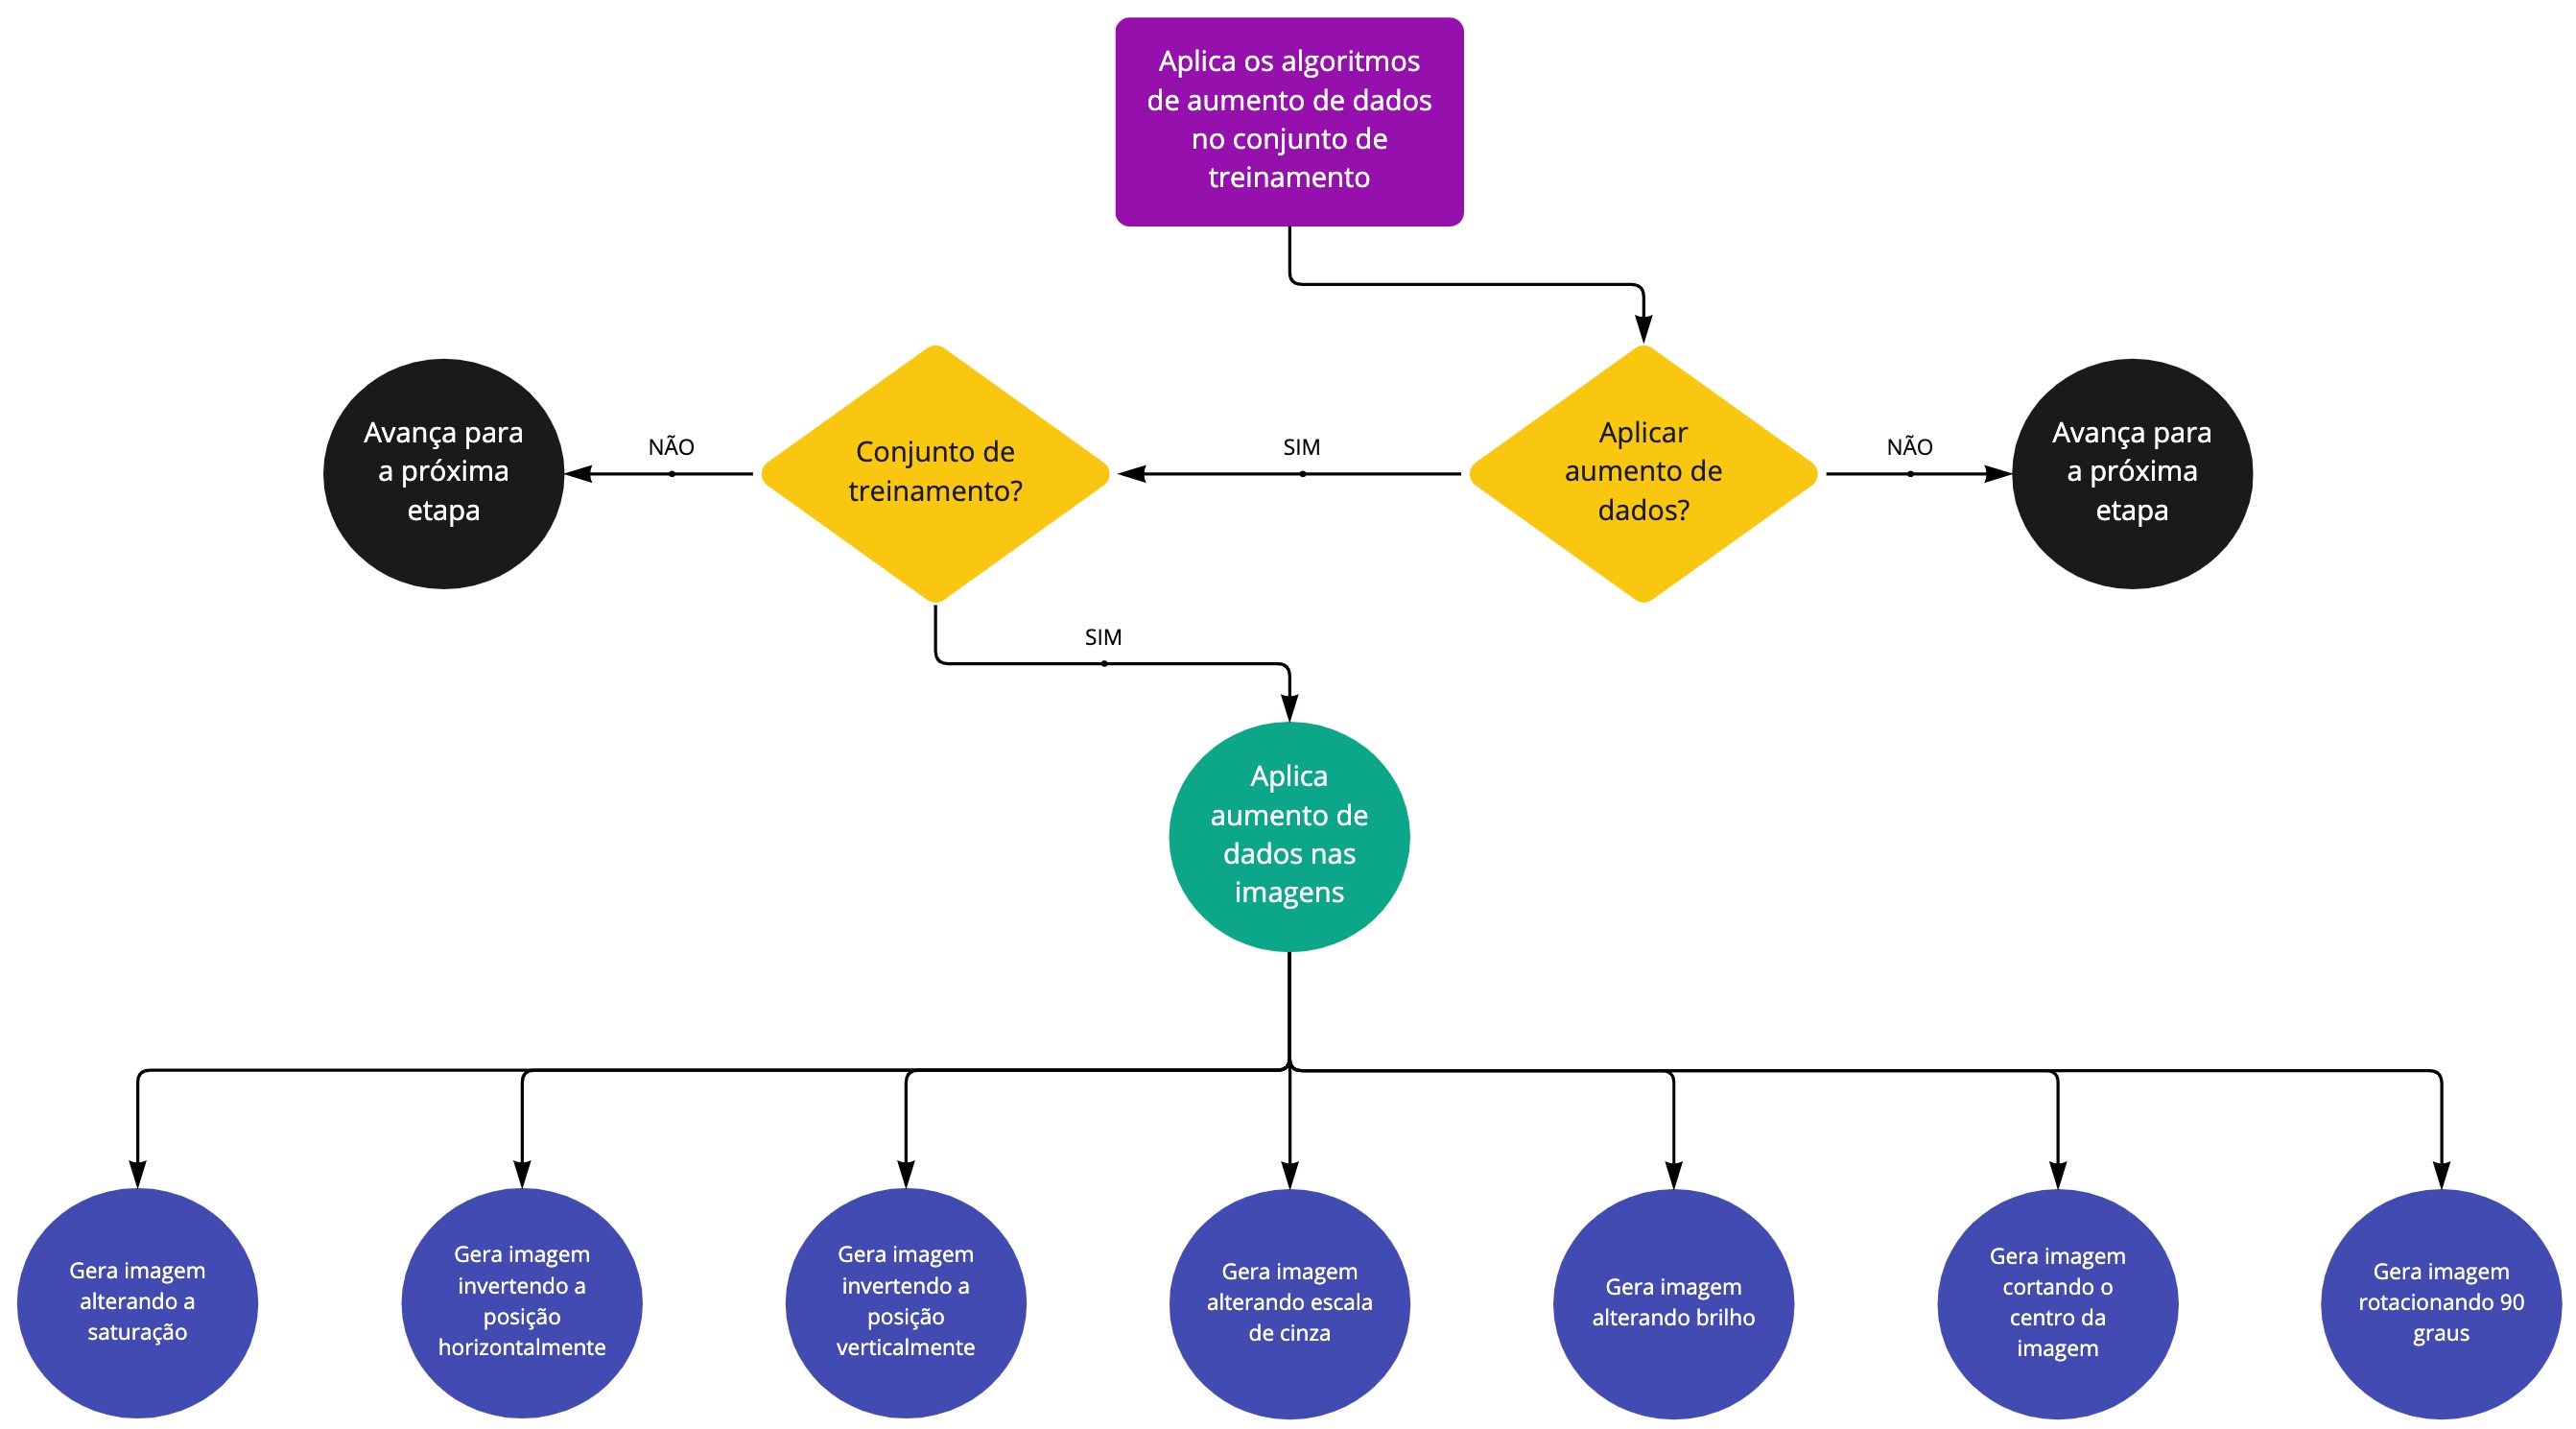 Aplica os algoritmos
de aumento de dados
no conjunto de
treinamento
Avança para
a próxima
etapa
NÃO
Conjunto de
treinamento?
SIM
Aplicar
aumento de
dados?
NÃO
Avança para
a próxima
etapa
SIM
Aplica
aumento de
dados nas
imagens
Gera imagem
alterando a
saturação
Gera imagem
invertendo a
posição
horizontalmente
Gera imagem
invertendo a
posição
verticalmente
Gera imagem
alterando escala
de cinza
Gera imagem
alterando brilho
Gera imagem
cortando o
centro da
imagem
Gera imagem
rotacionando 90
graus